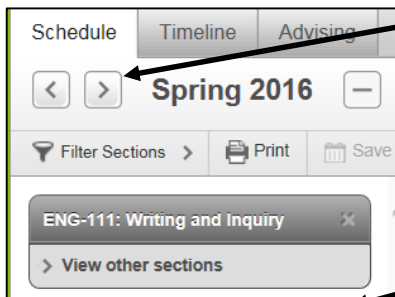 Schedule Timeline Advising
Spring 2016
Filter Sections Print Save
ENG-111: Writing and Inquiry
View other sections